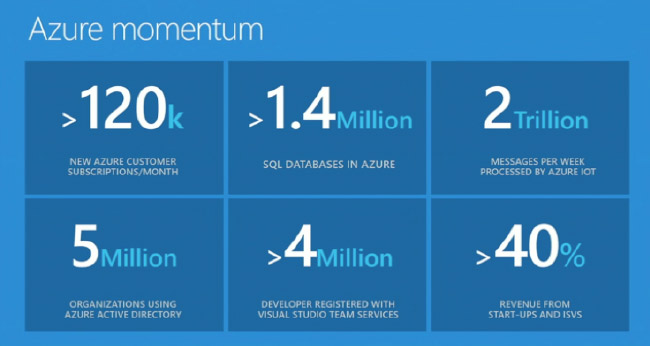 Azure momentum
>120k
NEW AZURE CUSTOMER
SUBSCRIPTIONS/MONTH
>1.4Million
SQL DATABASES IN AZURE
2Trillion
MESSAGES PER WEEK
PROCESSED BY AZURE IOT
5Million
ORGANIZATIONS USING
AZURE ACTIVE DIRECTORY
>4Million
DEVELOPER REGISTERED WITH
VISUAL STUDIO TEAM SERVICES
>40%
REVENUE FROM
START-UPS AND ISVS